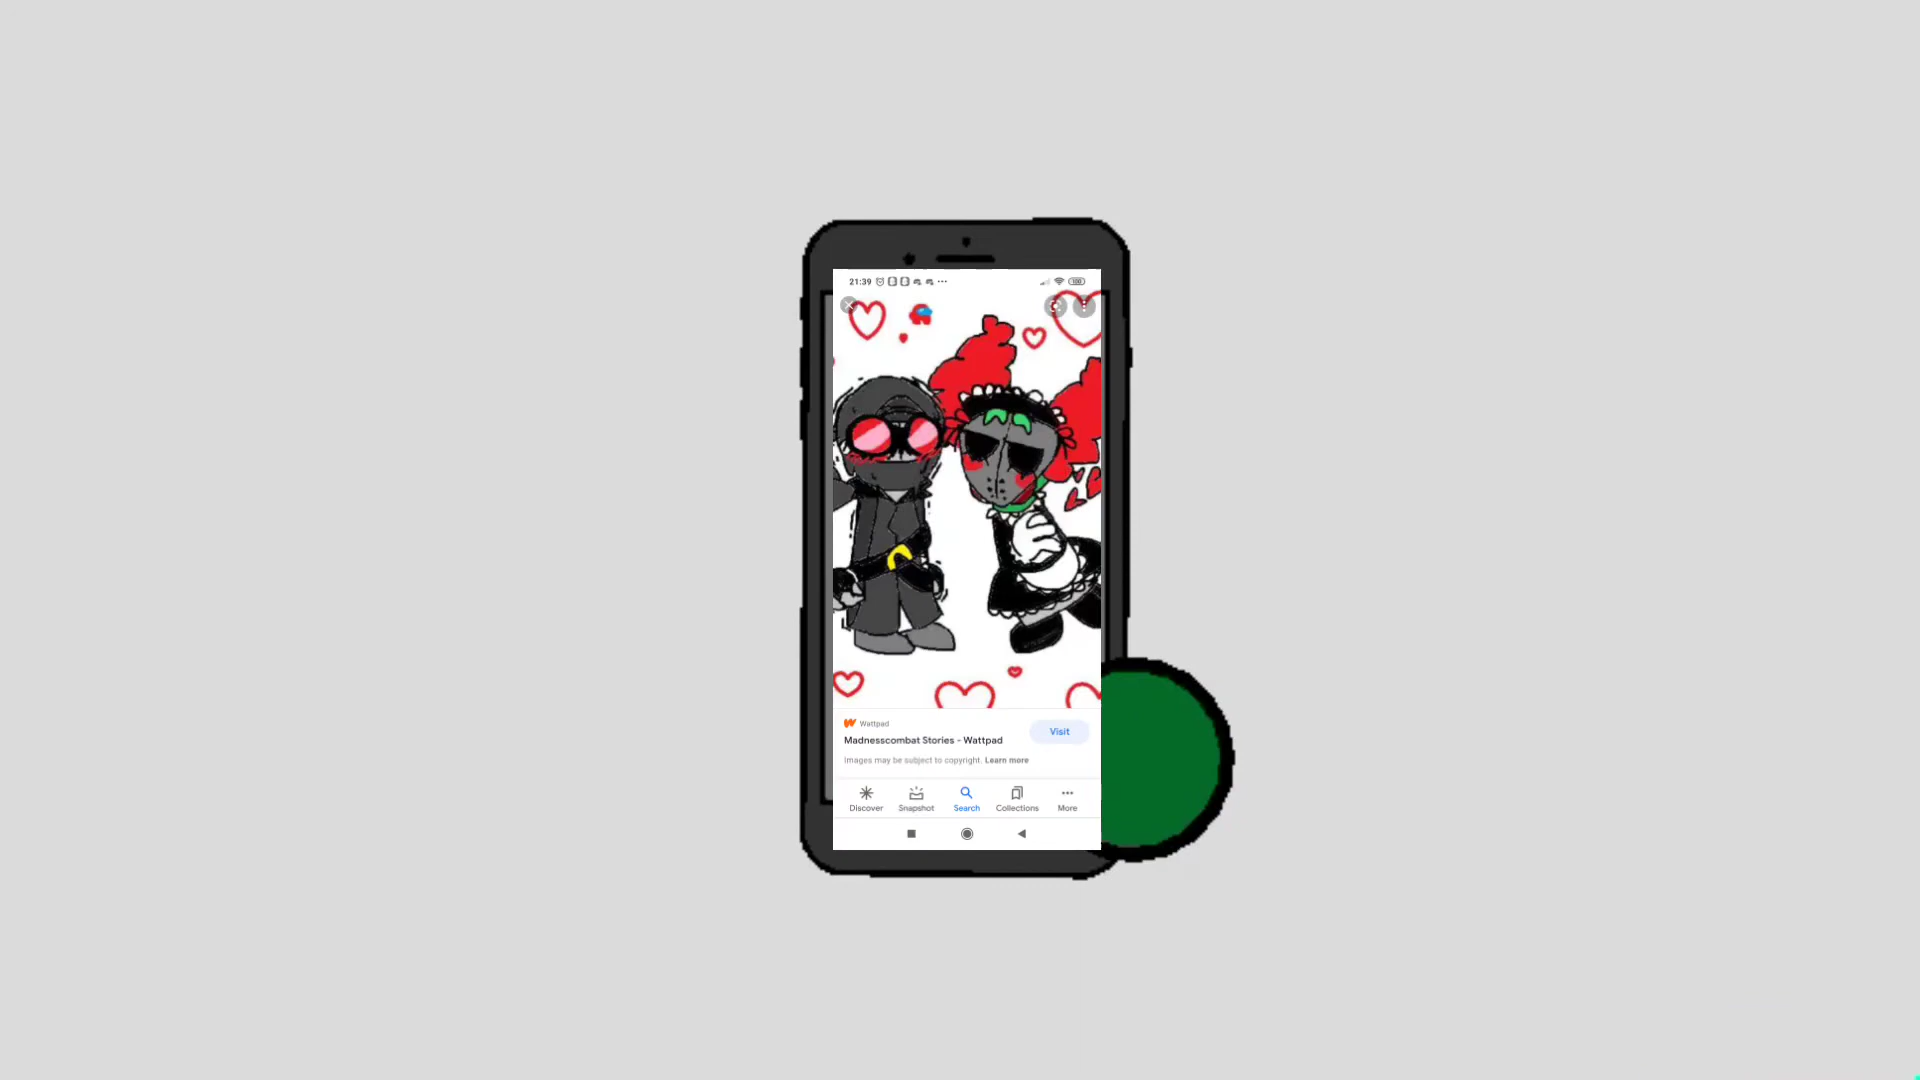 21:39
100
Wattpad
Madnesscombat Stories - Wattpad
Visit
Images may be subject to copyright. Learn more
Discover
Snapshot
Search
Collections
More